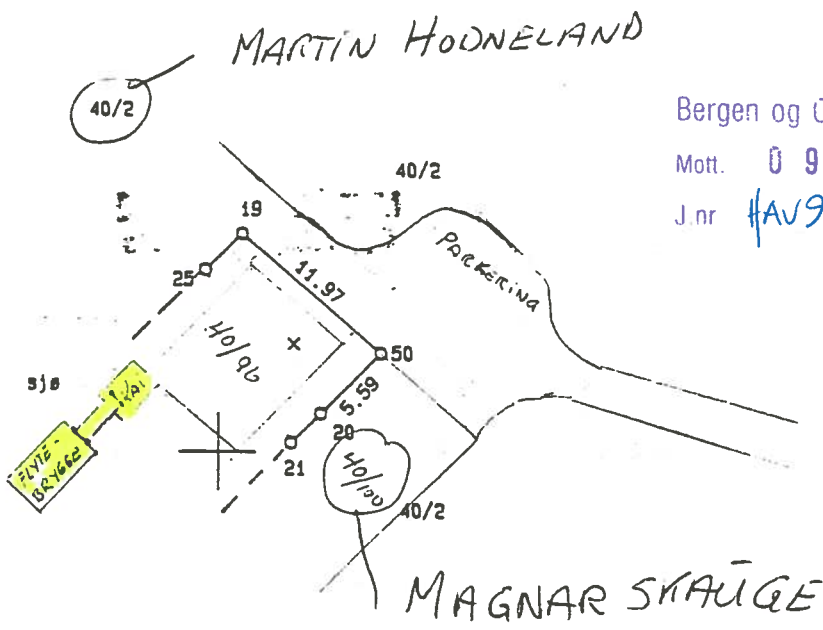 MARTIN HODNELAND
40/2
Bergen og
Mott. 0 9
J.nr HAV9
40/2
19
PARKERING
25
11.97
40/96
50
sjø
KAI
5.59
20
21
FLYTE-
BRYGGE
40/100
40/2
MAGNAR SKAUGE